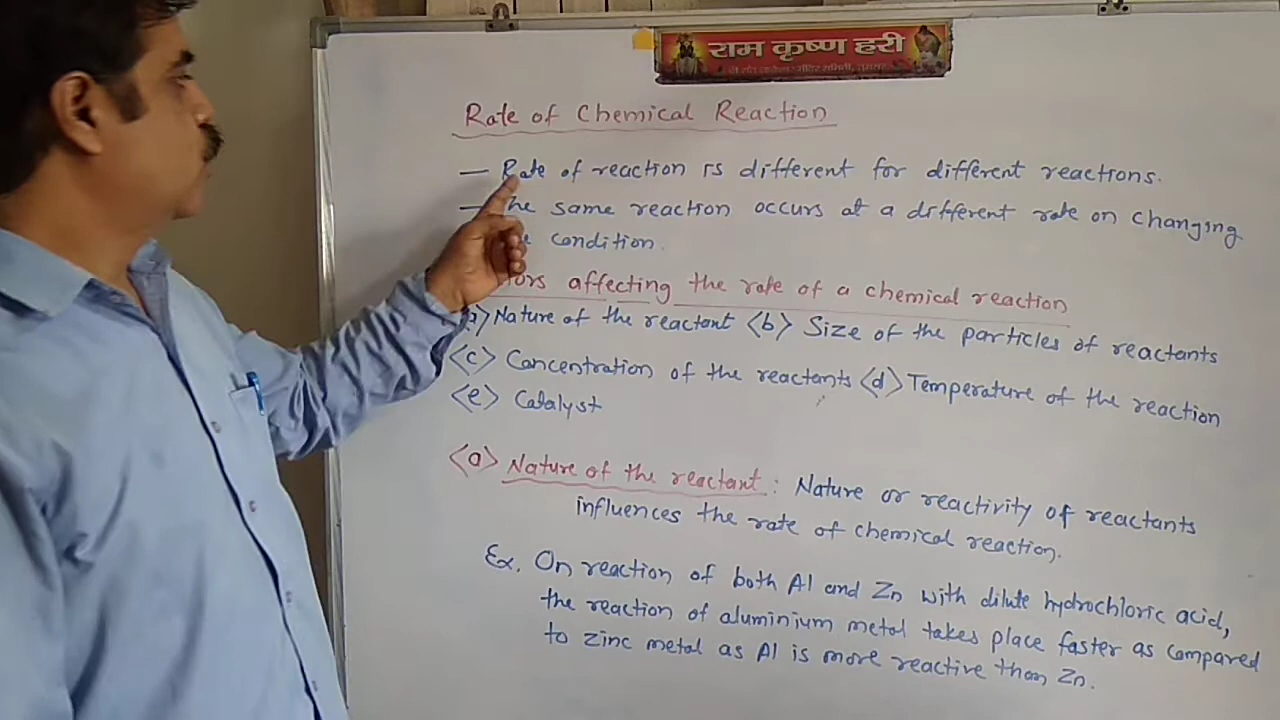 राम कृष्ण हरी
Rate of Chemical Reaction
— Rate of reaction is different for different reactions.
— The same reaction occurs at a different rate on changing
condition.
affecting the rate of a chemical reaction
<a> Nature of the reactant <b> Size of the particles of reactants
<c> Concentration of the reactants <d> Temperature of the reaction
<e> Catalyst
<a> Nature of the reactant : Nature or reactivity of reactants
influences the rate of chemical reaction.
Ex. On reaction of both Al and Zn with dilute hydrochloric acid,
the reaction of aluminium metal takes place faster as compared
to zinc metal as Al is more reactive than Zn.